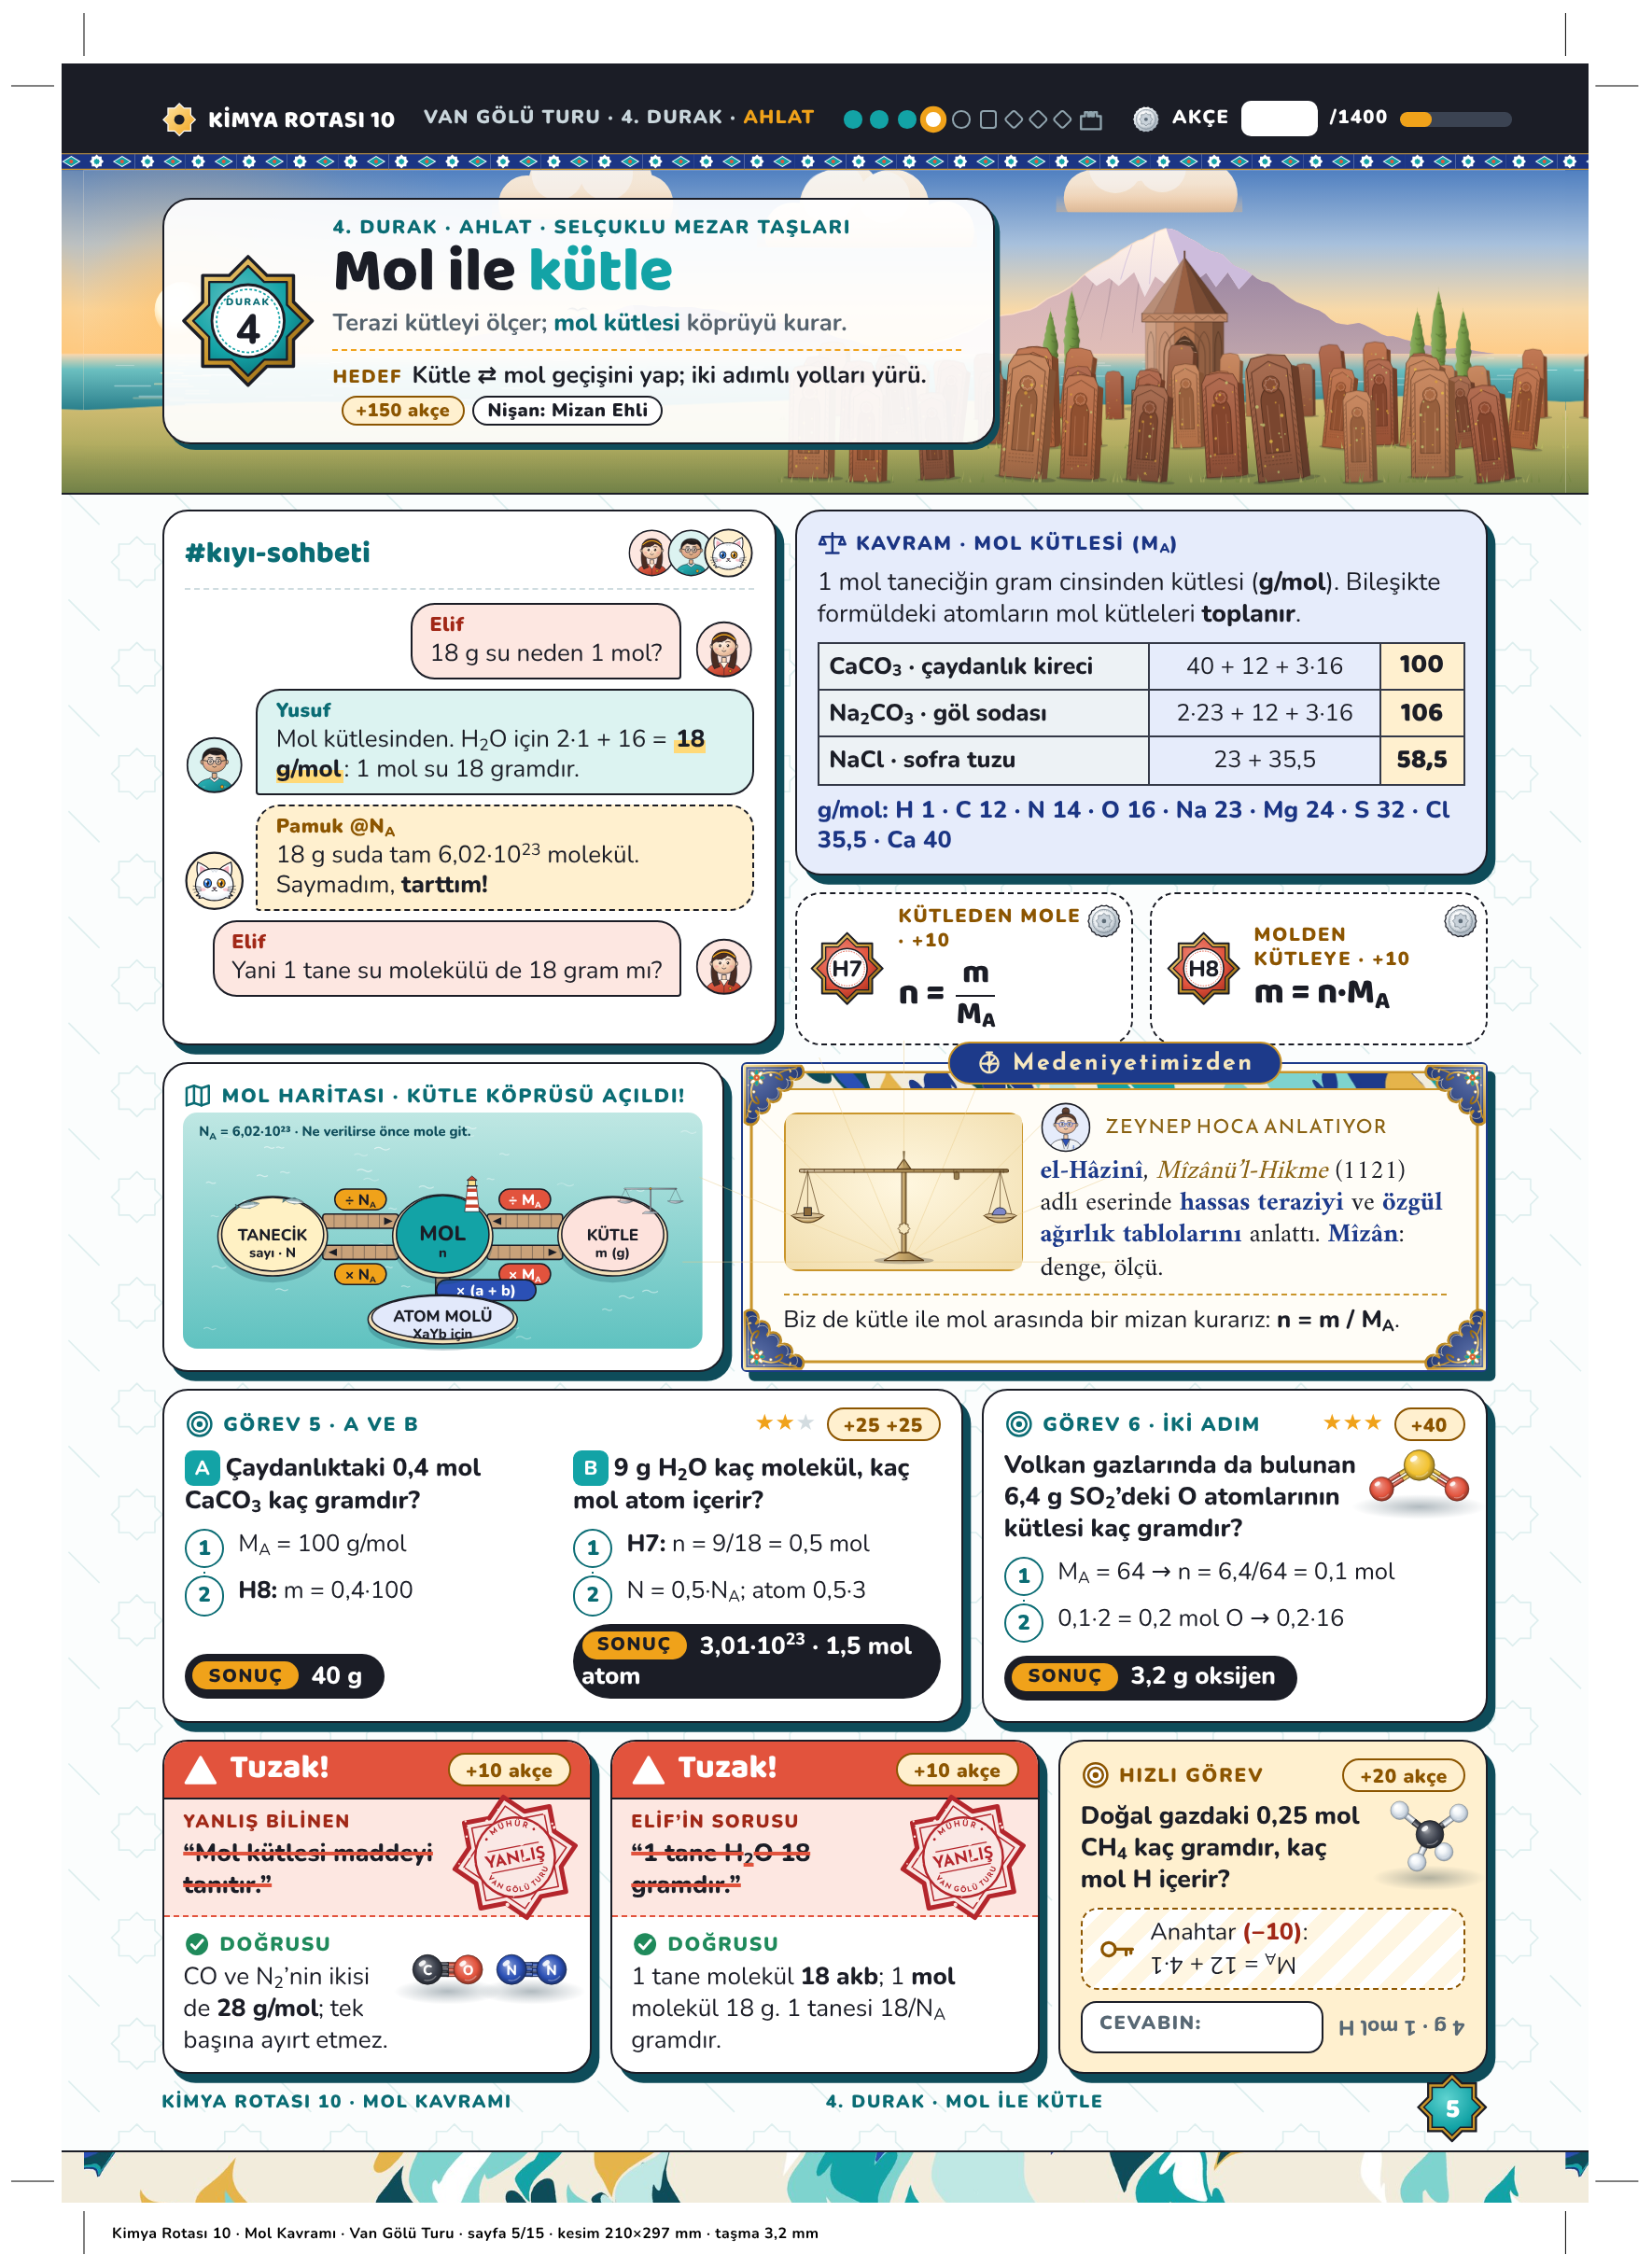 KİMYA ROTASI 10 VAN GÖLÜ TURU · 4. DURAK · AHLAT AKÇE /1400
4. DURAK · AHLAT · SELÇUKLU MEZAR TAŞLARI
DURAK
4
Mol ile kütle
Terazi kütleyi ölçer; mol kütlesi köprüyü kurar.
HEDEF Kütle ⇄ mol geçişini yap; iki adımlı yolları yürü.
+150 akçe Nişan: Mizan Ehli
#kıyı-sohbeti
Elif
18 g su neden 1 mol?
Yusuf
Mol kütlesinden. H₂O için 2·1 + 16 = 18
g/mol: 1 mol su 18 gramdır.
Pamuk @N_A
18 g suda tam 6,02·10²³ molekül.
Saymadım, tarttım!
Elif
Yani 1 tane su molekülü de 18 gram mı?
KAVRAM · MOL KÜTLESİ (M_A)
1 mol taneciğin gram cinsinden kütlesi (g/mol). Bileşikte
formüldeki atomların mol kütleleri toplanır.
CaCO₃ · çaydanlık kireci 40 + 12 + 3·16 100
Na₂CO₃ · göl sodası 2·23 + 12 + 3·16 106
NaCl · sofra tuzu 23 + 35,5 58,5
g/mol: H 1 · C 12 · N 14 · O 16 · Na 23 · Mg 24 · S 32 · Cl
35,5 · Ca 40
H7
KÜTLEDEN MOLE
· +10
n = m / M_A
H8
MOLDEN
KÜTLEYE · +10
m = n·M_A
MOL HARİTASI · KÜTLE KÖPRÜSÜ AÇILDI!
N_A = 6,02·10²³ · Ne verilirse önce mole git.
÷ N_A ÷ M_A
TANECİK MOL KÜTLE
sayı · N n m (g)
× N_A × M_A
× (a + b)
ATOM MOLÜ
XaYb için
Medeniyetimizden
ZEYNEP HOCA ANLATIYOR
el-Hâzinî, Mîzânü’l-Hikme (1121)
adlı eserinde hassas teraziyi ve özgül
ağırlık tablolarını anlattı. Mîzân:
denge, ölçü.
Biz de kütle ile mol arasında bir mizan kurarız: n = m / M_A.
GÖREV 5 · A VE B ★★★ +25 +25
A Çaydanlıktaki 0,4 mol
CaCO₃ kaç gramdır?
1 M_A = 100 g/mol
2 H8: m = 0,4·100
SONUÇ 40 g
B 9 g H₂O kaç molekül, kaç
mol atom içerir?
1 H7: n = 9/18 = 0,5 mol
2 N = 0,5·N_A; atom 0,5·3
SONUÇ 3,01·10²³ · 1,5 mol
atom
GÖREV 6 · İKİ ADIM ★★★ +40
Volkan gazlarında da bulunan
6,4 g SO₂’deki O atomlarının
kütlesi kaç gramdır?
1 M_A = 64 → n = 6,4/64 = 0,1 mol
2 0,1·2 = 0,2 mol O → 0,2·16
SONUÇ 3,2 g oksijen
Tuzak! +10 akçe
YANLIŞ BİLİNEN
“Mol kütlesi maddeyi
tanıtır.”
MÜHÜR
YANLIŞ
VAN GÖLÜ TURU
DOĞRUSU
CO ve N₂’nin ikisi
de 28 g/mol; tek
başına ayırt etmez.
C O N N
Tuzak! +10 akçe
ELİF’İN SORUSU
“1 tane H₂O 18
gramdır.”
MÜHÜR
YANLIŞ
VAN GÖLÜ TURU
DOĞRUSU
1 tane molekül 18 akb; 1 mol
molekül 18 g. 1 tanesi 18/N_A
gramdır.
HIZLI GÖREV +20 akçe
Doğal gazdaki 0,25 mol
CH₄ kaç gramdır, kaç
mol H içerir?
Anahtar (−10):
M_A = 12 + 4·1
CEVABIN:
4 g · 1 mol H
KİMYA ROTASI 10 · MOL KAVRAMI 4. DURAK · MOL İLE KÜTLE 5
Kimya Rotası 10 · Mol Kavramı · Van Gölü Turu · sayfa 5/15 · kesim 210×297 mm · taşma 3,2 mm